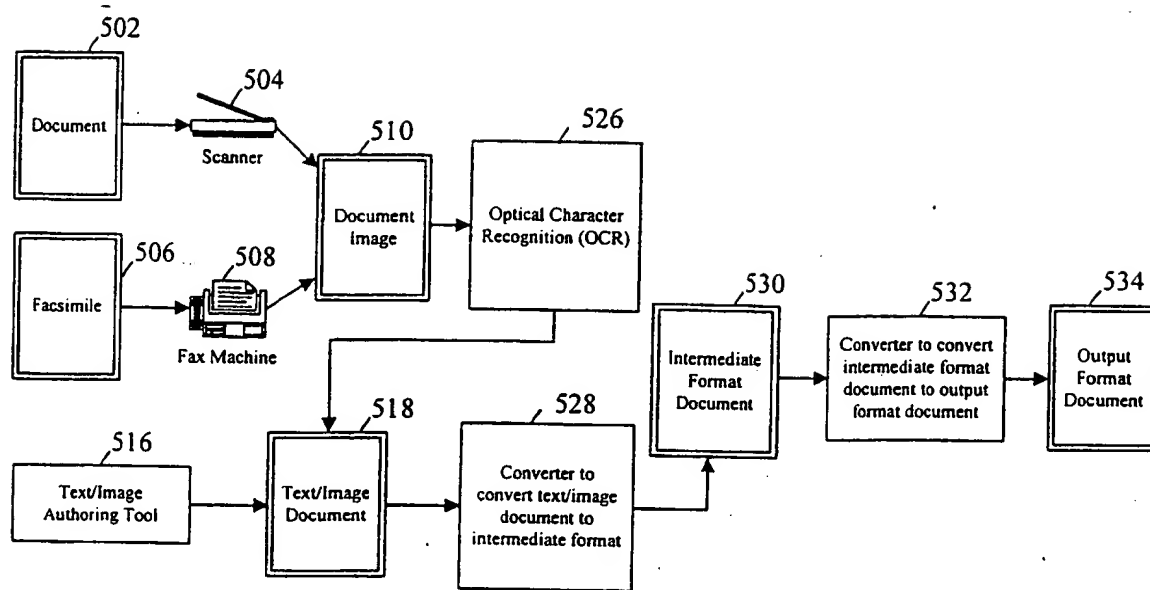 502
Document
504
Scanner
506
Facsimile
508
Fax Machine
510
Document
Image
526
Optical Character
Recognition (OCR)
516
Text/Image
Authoring Tool
518
Text/Image
Document
528
Converter to
convert text/image
document to
intermediate format
530
Intermediate
Format
Document
532
Converter to convert
intermediate format
document to output
format document
534
Output
Format
Document